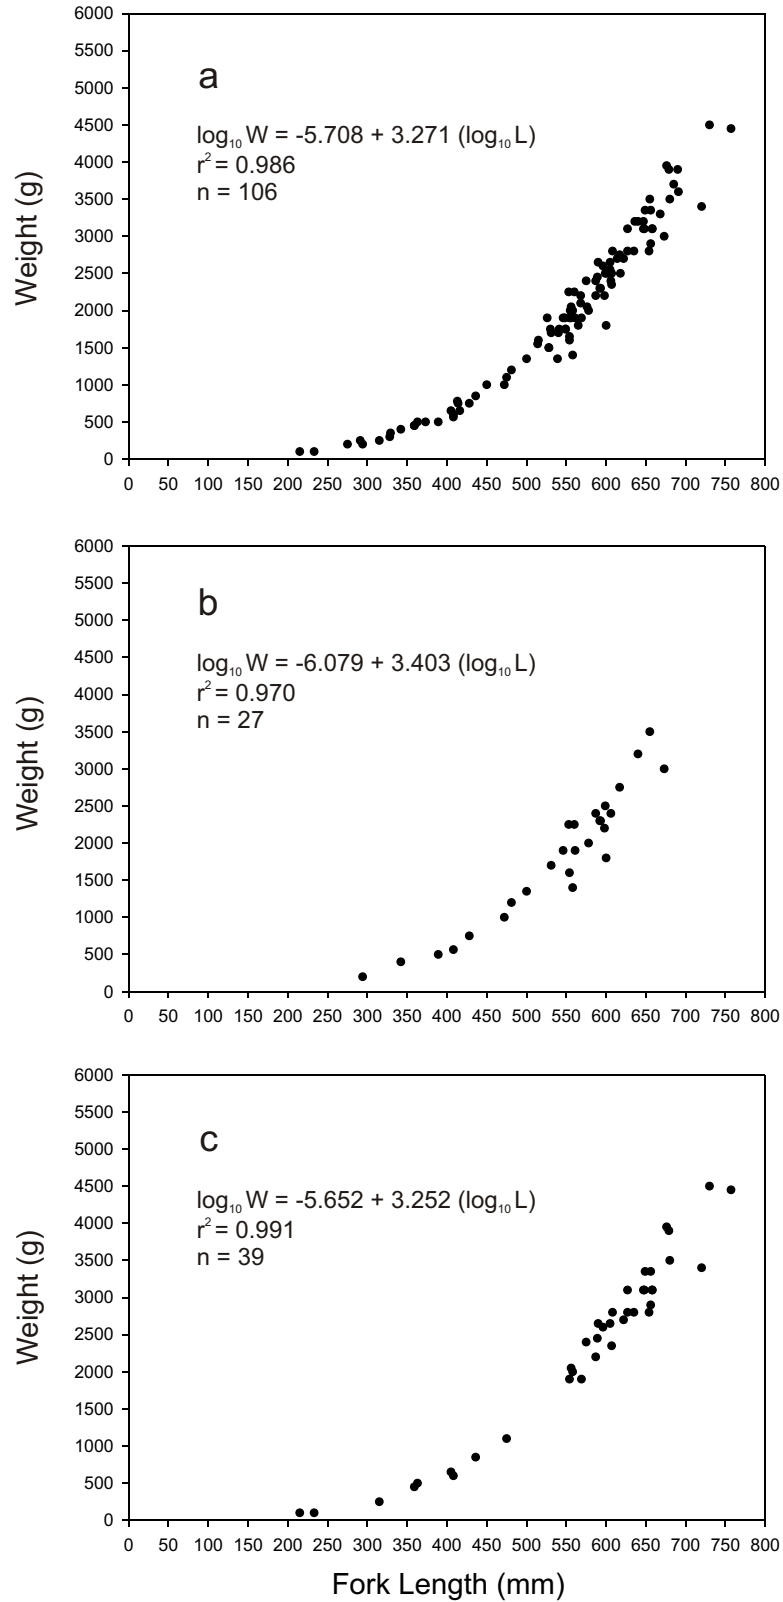 6000
5500
5000
4500
4000
3500
3000
2500
2000
1500
1000
500
0
Weight (g)
a
log₁₀ W = -5.708 + 3.271 (log₁₀ L)
r² = 0.986
n = 106
0 50 100 150 200 250 300 350 400 450 500 550 600 650 700 750 800
6000
5500
5000
4500
4000
3500
3000
2500
2000
1500
1000
500
0
Weight (g)
b
log₁₀ W = -6.079 + 3.403 (log₁₀ L)
r² = 0.970
n = 27
0 50 100 150 200 250 300 350 400 450 500 550 600 650 700 750 800
6000
5500
5000
4500
4000
3500
3000
2500
2000
1500
1000
500
0
Weight (g)
c
log₁₀ W = -5.652 + 3.252 (log₁₀ L)
r² = 0.991
n = 39
0 50 100 150 200 250 300 350 400 450 500 550 600 650 700 750 800
Fork Length (mm)